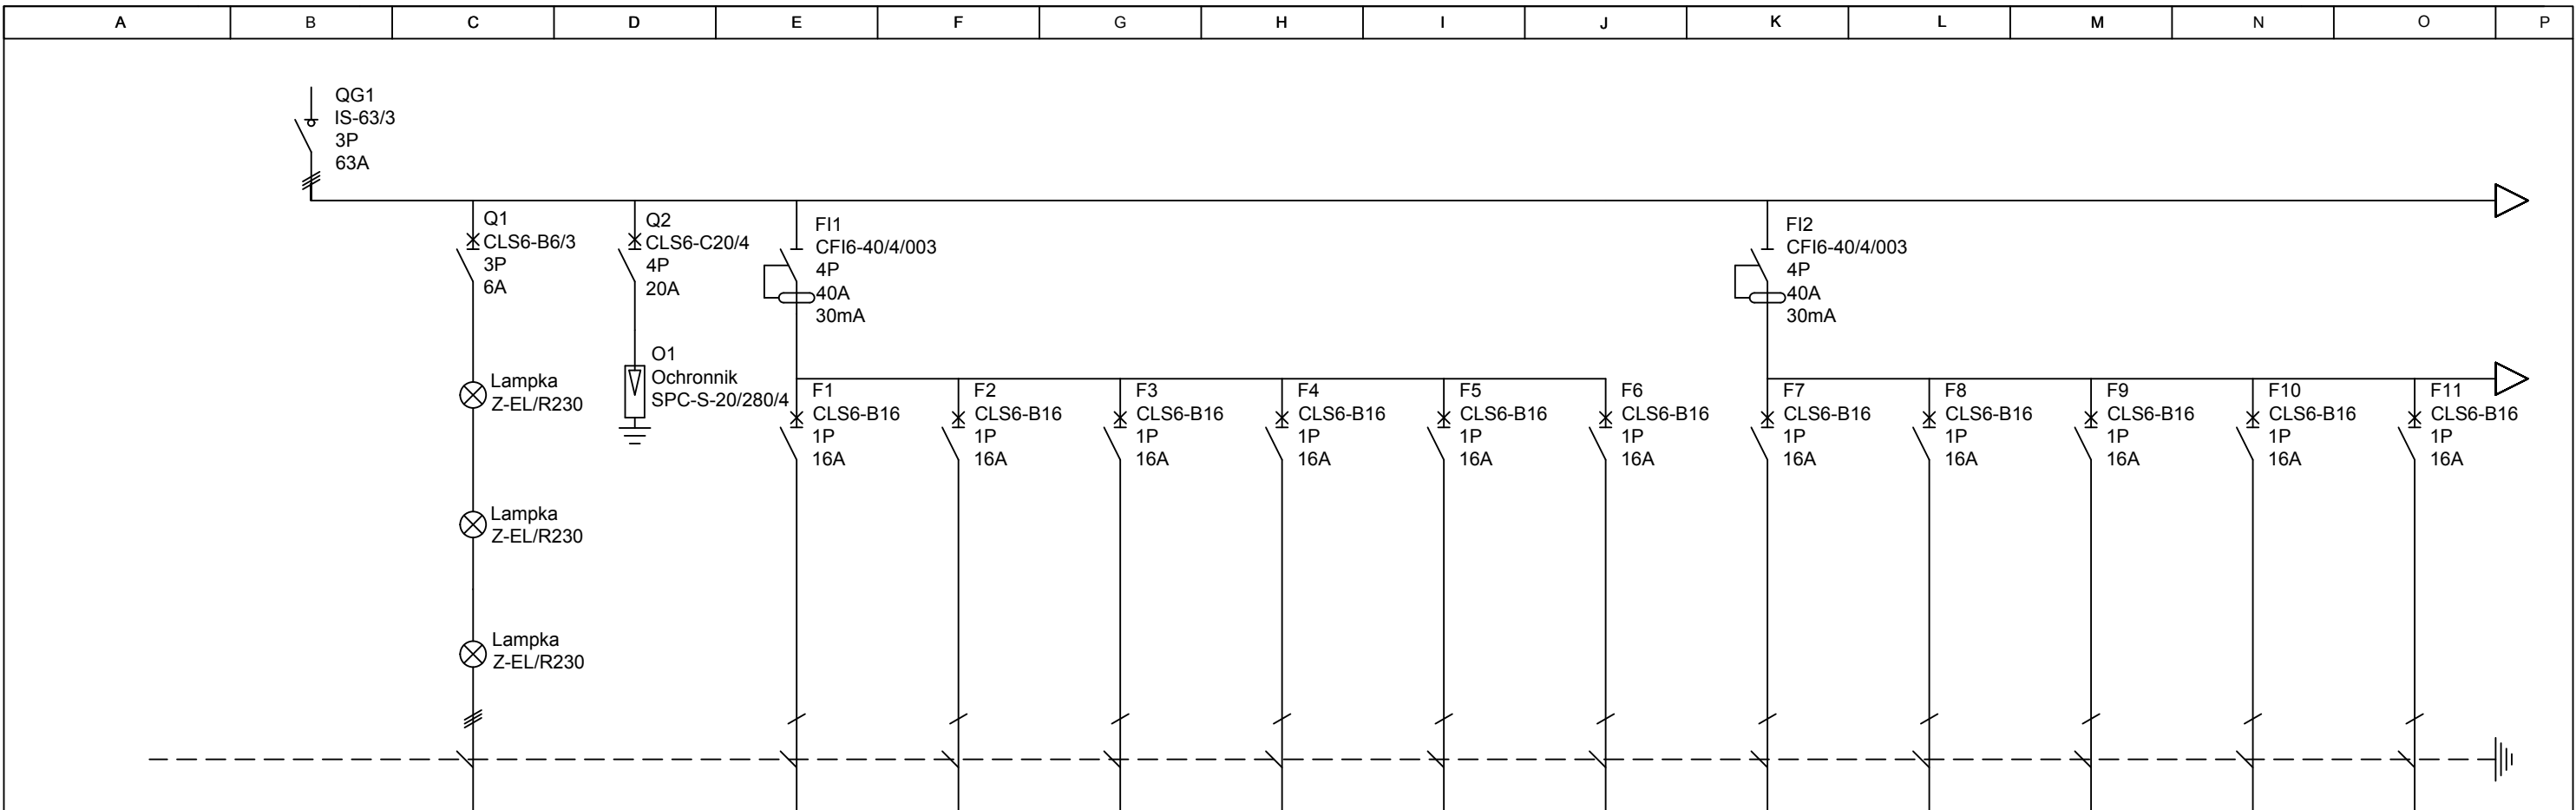 A B C D E F G H I J K L M N O P
QG1
IS-63/3
3P
63A
Q1
CLS6-B6/3
3P
6A
Q2
CLS6-C20/4
4P
20A
FI1
CFI6-40/4/003
4P
40A
30mA
FI2
CFI6-40/4/003
4P
40A
30mA
Lampka
Z-EL/R230
O1
Ochronnik
SPC-S-20/280/4
F1
CLS6-B16
1P
16A
F2
CLS6-B16
1P
16A
F3
CLS6-B16
1P
16A
F4
CLS6-B16
1P
16A
F5
CLS6-B16
1P
16A
F6
CLS6-B16
1P
16A
F7
CLS6-B16
1P
16A
F8
CLS6-B16
1P
16A
F9
CLS6-B16
1P
16A
F10
CLS6-B16
1P
16A
F11
CLS6-B16
1P
16A
Lampka
Z-EL/R230
Lampka
Z-EL/R230